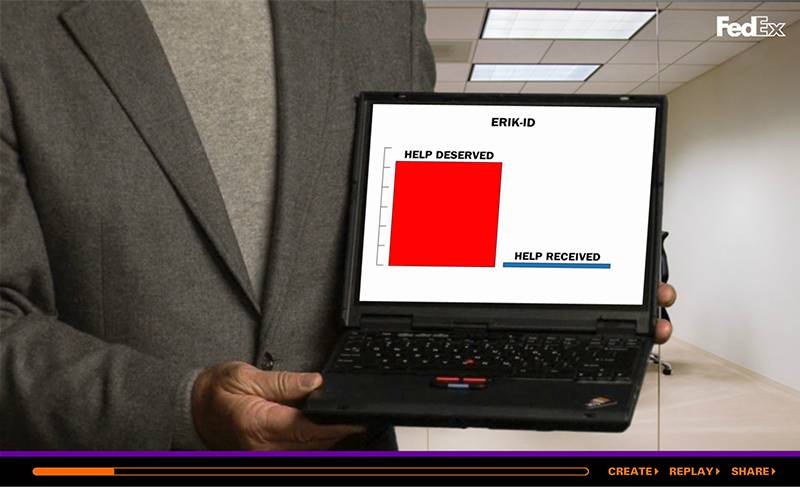 FedEx
ERIK-ID
HELP DESERVED
HELP RECEIVED
CREATE REPLAY SHARE